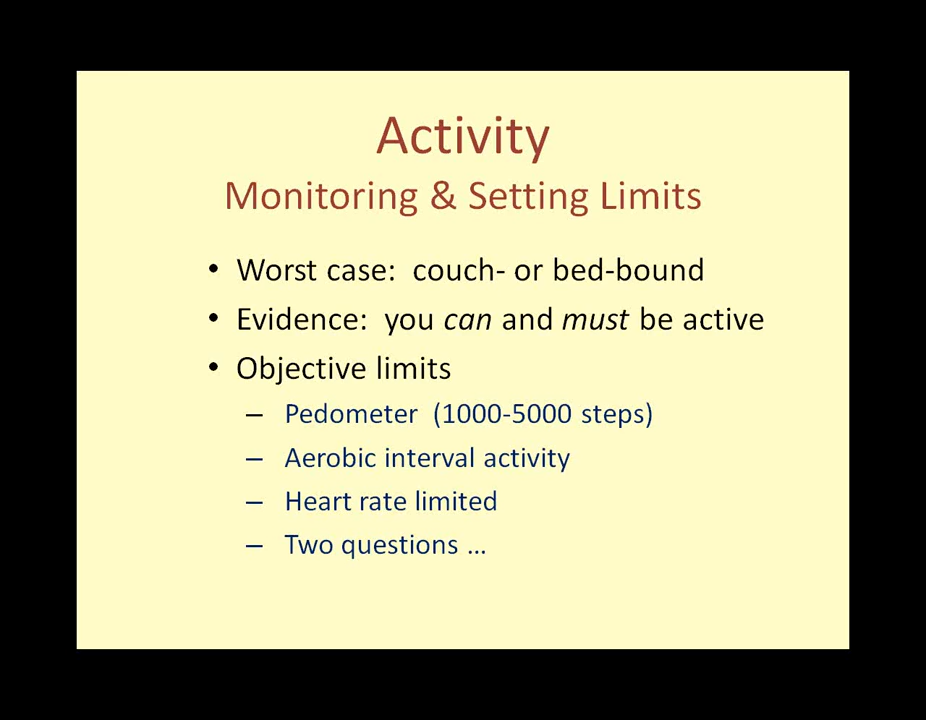 Activity
Monitoring & Setting Limits
• Worst case:  couch- or bed-bound
• Evidence:  you can and must be active
• Objective limits
– Pedometer  (1000-5000 steps)
– Aerobic interval activity
– Heart rate limited
– Two questions …